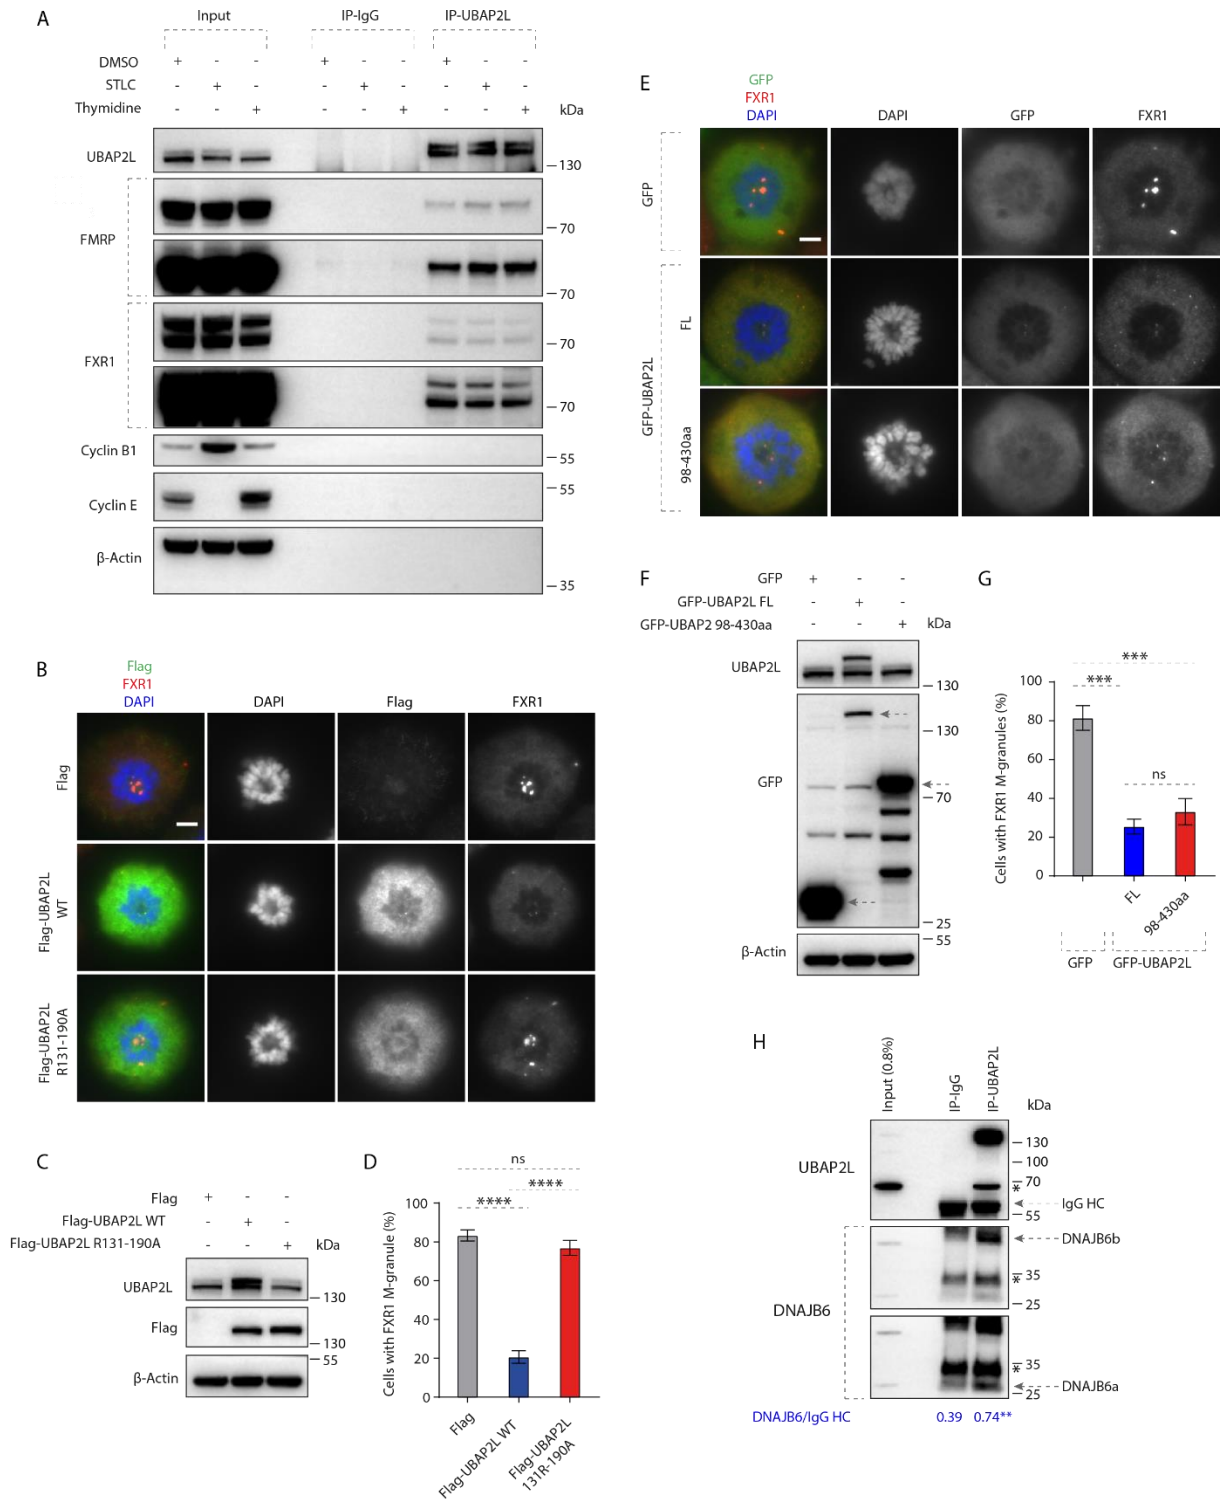 A
Input
IP-IgG
IP-UBAP2L
DMSO + - - + - - + - -
STLC - + - - + - - + -
Thymidine - - + - - + - - + kDa
UBAP2L
130
FMRP
70
70
FXR1
70
70
Cyclin B1
55
Cyclin E
55
β-Actin
35
B
Flag
FXR1
DAPI
DAPI
Flag
FXR1
Flag
Flag-UBAP2L
WT
Flag-UBAP2L
R131-190A
C
Flag + - -
Flag-UBAP2L WT - + -
Flag-UBAP2L R131-190A - - + kDa
UBAP2L
130
Flag
130
55
β-Actin
D
ns
****
****
Cells with FXR1 M-granule (%)
100
80
60
40
20
0
Flag
Flag-UBAP2L WT
Flag-UBAP2L
131R-190A
E
GFP
FXR1
DAPI
DAPI
GFP
FXR1
GFP
GFP-UBAP2L
FL
98-430aa
F
GFP + - -
GFP-UBAP2L FL - + -
GFP-UBAP2 98-430aa - - + kDa
UBAP2L
130
GFP
130
70
25
55
β-Actin
G
***
***
ns
Cells with FXR1 M-granules (%)
100
80
60
40
20
0
FL
98-430aa
GFP
GFP-UBAP2L
H
Input (0.8%)
IP-IgG
IP-UBAP2L
kDa
UBAP2L
130
100
70
*
IgG HC
55
DNAJB6
DNAJB6b
35
*
25
35
*
DNAJB6a
25
DNAJB6/IgG HC 0.39 0.74**